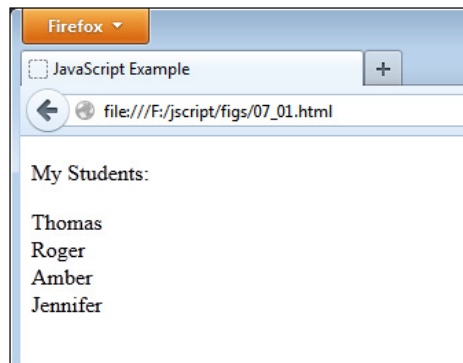 Firefox
JavaScript Example
file:///F:/jscript/figs/07_01.html
My Students:
Thomas
Roger
Amber
Jennifer